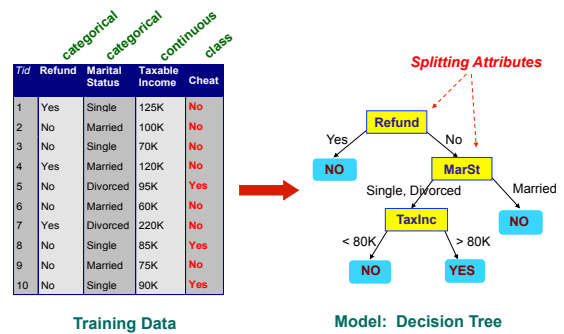 categorical categorical continuous class
Tid Refund Marital Status Taxable Income Cheat
1 Yes Single 125K No
2 No Married 100K No
3 No Single 70K No
4 Yes Married 120K No
5 No Divorced 95K Yes
6 No Married 60K No
7 Yes Divorced 220K No
8 No Single 85K Yes
9 No Married 75K No
10 No Single 90K Yes
Training Data
Splitting Attributes
Refund
Yes No
NO MarSt
Single, Divorced Married
TaxInc NO
< 80K > 80K
NO YES
Model: Decision Tree